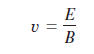 v = E/B